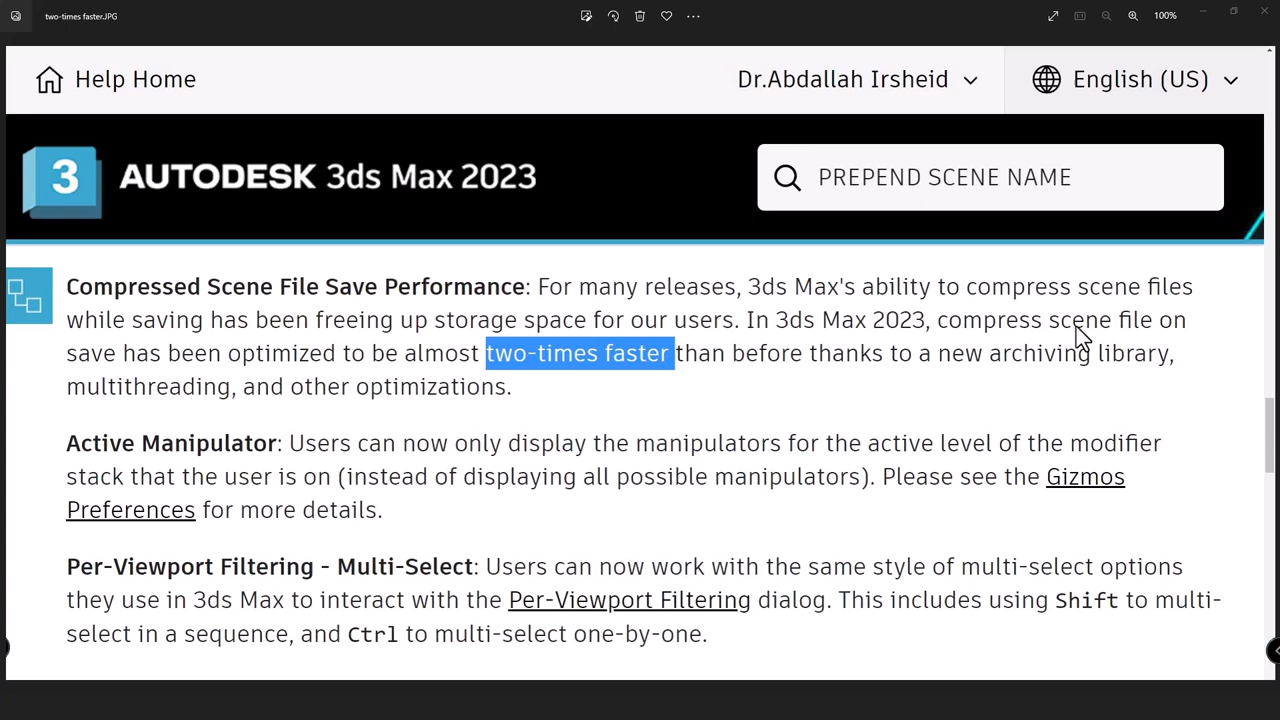 two-times faster.JPG
100%
Help Home
Dr.Abdallah Irsheid
English (US)
3
AUTODESK 3ds Max 2023
PREPEND SCENE NAME
Compressed Scene File Save Performance: For many releases, 3ds Max's ability to compress scene files
while saving has been freeing up storage space for our users. In 3ds Max 2023, compress scene file on
save has been optimized to be almost two-times faster than before thanks to a new archiving library,
multithreading, and other optimizations.
Active Manipulator: Users can now only display the manipulators for the active level of the modifier
stack that the user is on (instead of displaying all possible manipulators). Please see the Gizmos
Preferences for more details.
Per-Viewport Filtering - Multi-Select: Users can now work with the same style of multi-select options
they use in 3ds Max to interact with the Per-Viewport Filtering dialog. This includes using Shift to multi-
select in a sequence, and Ctrl to multi-select one-by-one.